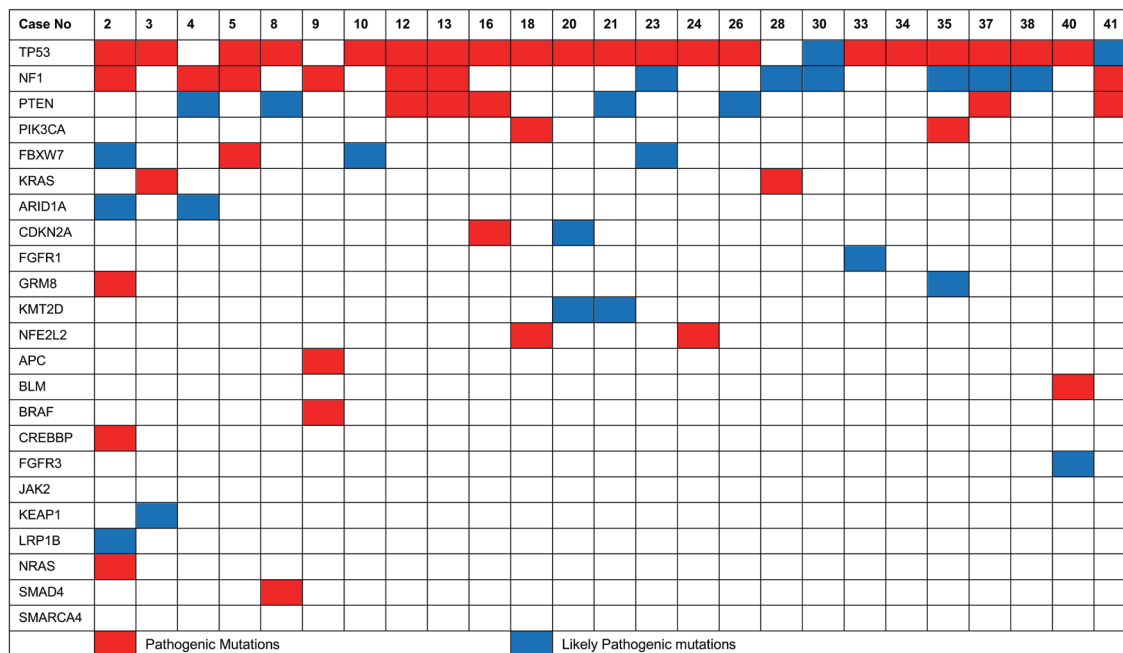 Case No 2 3 4 5 8 9 10 12 13 16 18 20 21 23 24 26 28 30 33 34 35 37 38 40 41
TP53
NF1
PTEN
PIK3CA
FBXW7
KRAS
ARID1A
CDKN2A
FGFR1
GRM8
KMT2D
NFE2L2
APC
BLM
BRAF
CREBBP
FGFR3
JAK2
KEAP1
LRP1B
NRAS
SMAD4
SMARCA4
Pathogenic Mutations Likely Pathogenic mutations